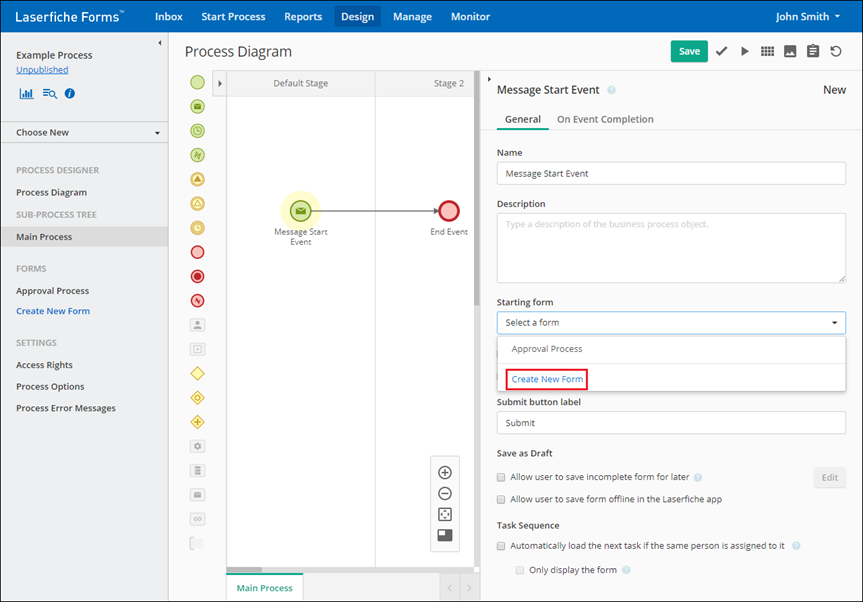 Laserfiche Forms™
Inbox
Start Process
Reports
Design
Manage
Monitor
John Smith
Example Process
Unpublished
Choose New
PROCESS DESIGNER
Process Diagram
SUB-PROCESS TREE
Main Process
FORMS
Approval Process
Create New Form
SETTINGS
Access Rights
Process Options
Process Error Messages
Process Diagram
Save
Default Stage
Stage 2
Message Start
Event
End Event
Main Process
Message Start Event
New
General
On Event Completion
Name
Message Start Event
Description
Type a description of the business process object.
Starting form
Select a form
Approval Process
Create New Form
Submit button label
Submit
Save as Draft
Allow user to save incomplete form for later
Edit
Allow user to save form offline in the Laserfiche app
Task Sequence
Automatically load the next task if the same person is assigned to it
Only display the form